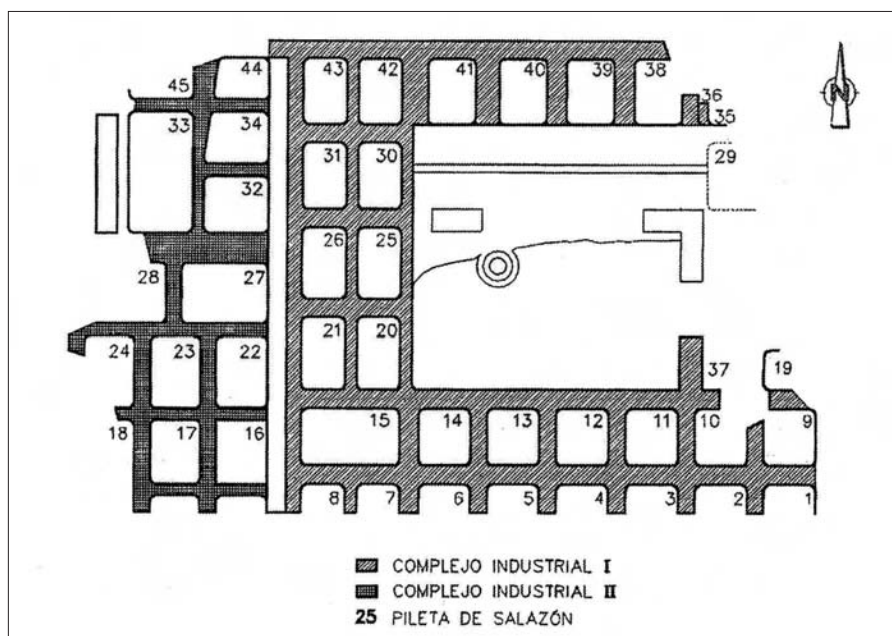 45 44 43 42 41 40 39 38
36
35
33 34 31 30 29
32
26 25
28 27
21 20
24 23 22 37 19
15 14 13 12 11 10 9
18 17 16
8 7 6 5 4 3 2 1
N
COMPLEJO INDUSTRIAL I
COMPLEJO INDUSTRIAL II
25 PILETA DE SALAZÓN